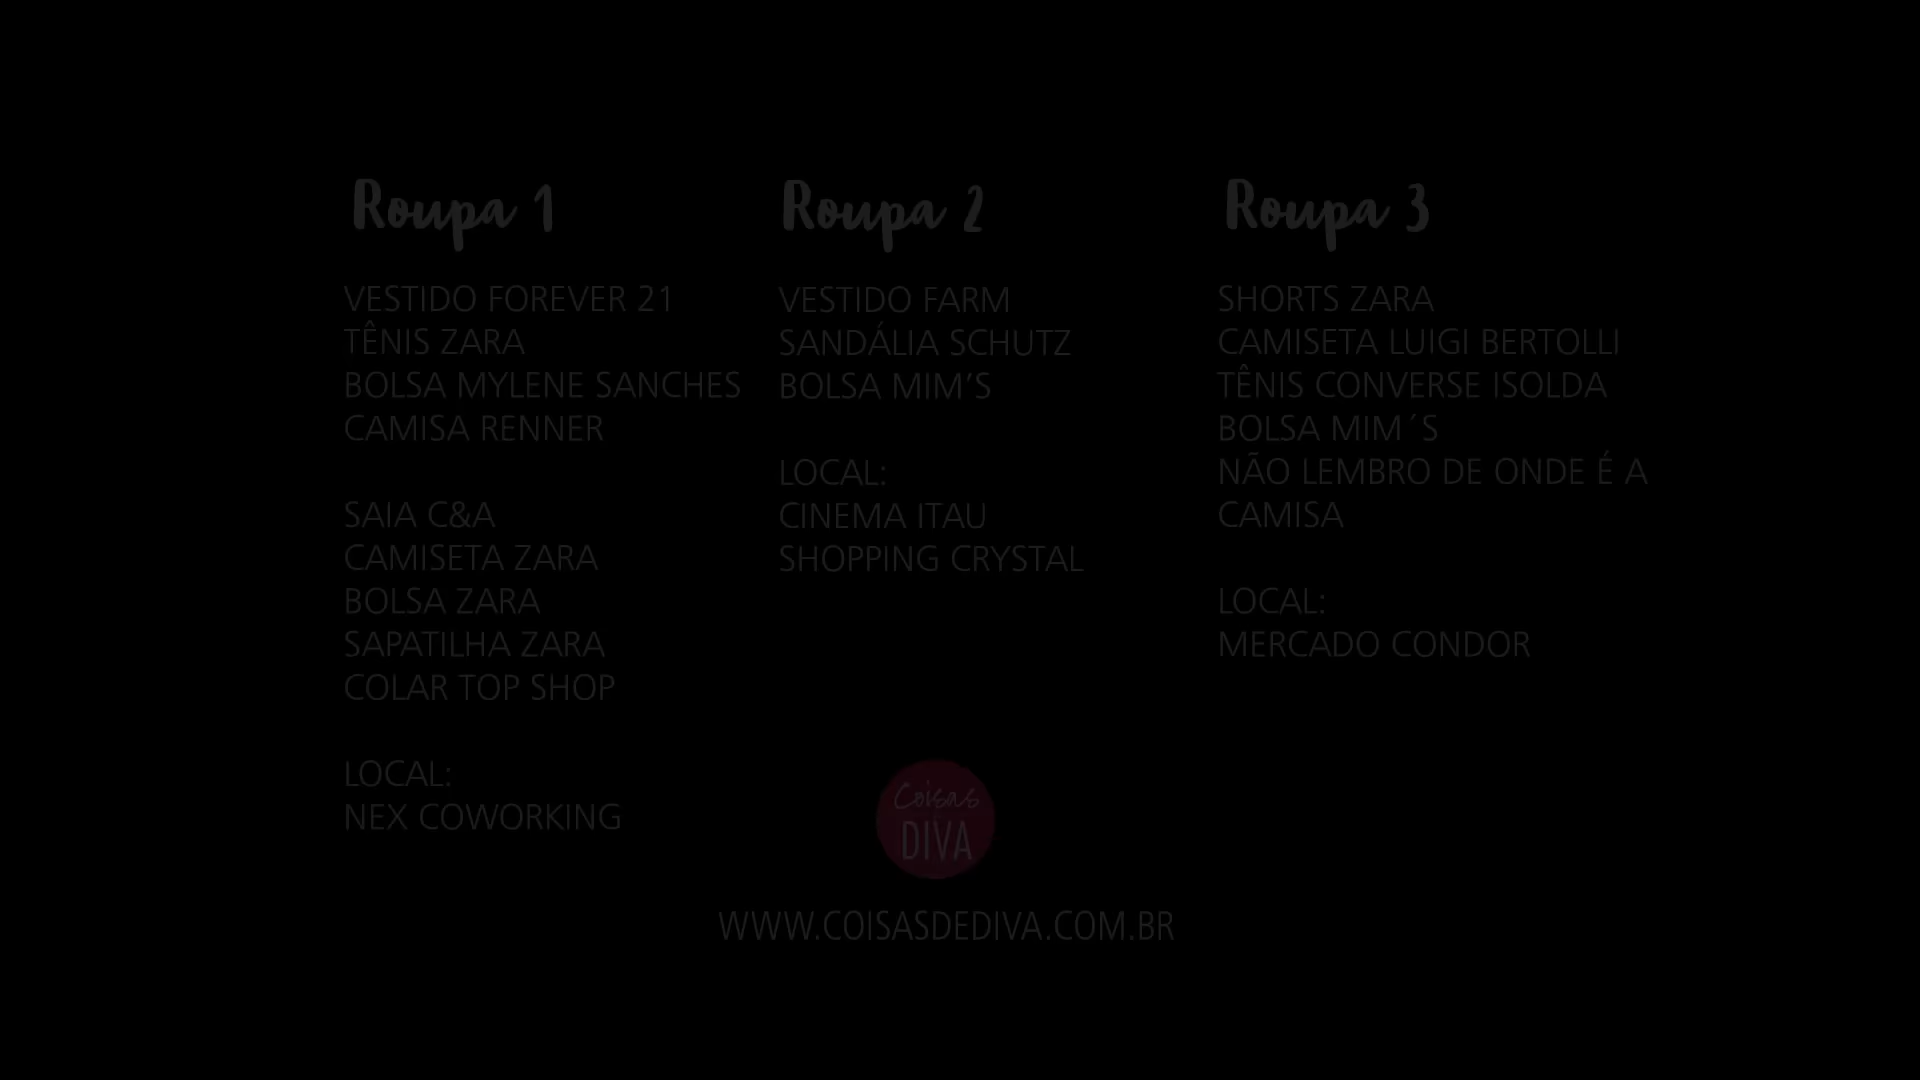 Roupa 1
VESTIDO FOREVER 21
TÊNIS ZARA
BOLSA MYLENE SANCHES
CAMISA RENNER
SAIA C&A
CAMISETA ZARA
BOLSA ZARA
SAPATILHA ZARA
COLAR TOP SHOP
LOCAL:
NEX COWORKING
Roupa 2
VESTIDO FARM
SANDÁLIA SCHUTZ
BOLSA MIM'S
LOCAL:
CINEMA ITAU
SHOPPING CRYSTAL
Roupa 3
SHORTS ZARA
CAMISETA LUIGI BERTOLLI
TÊNIS CONVERSE ISOLDA
BOLSA MIM´S
NÃO LEMBRO DE ONDE É A
CAMISA
LOCAL:
MERCADO CONDOR
Coisas
DIVA
WWW.COISASDEDIVA.COM.BR